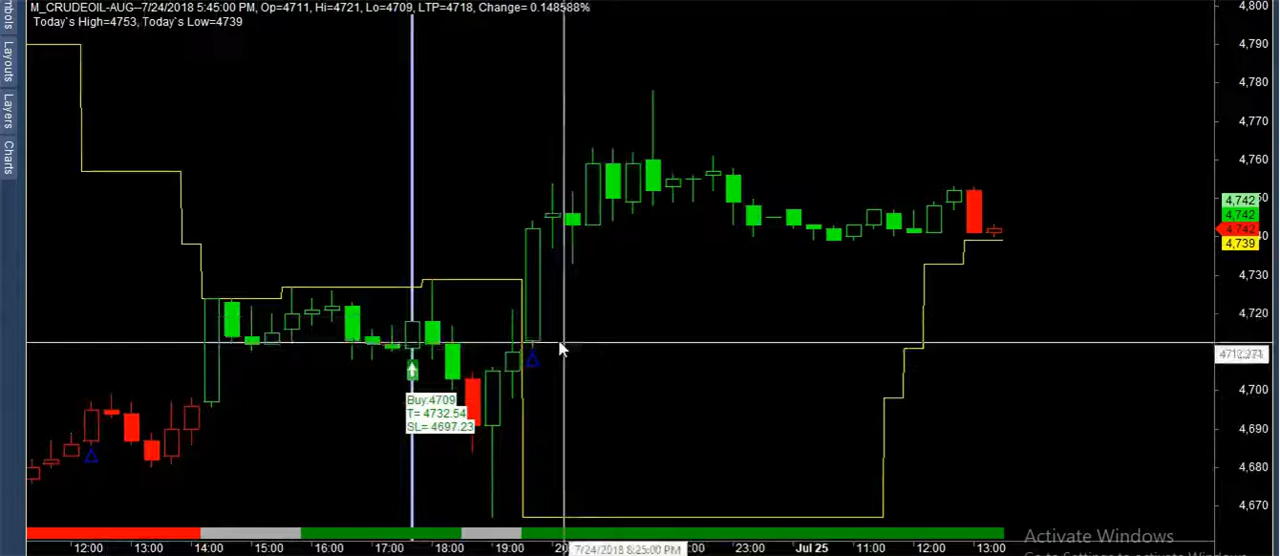 M_CRUDEOIL-AUG--7/24/2018 5:45:00 PM, Op=4711, Hi=4721, Lo=4709, LTP=4718, Change= 0.148588%
Today`s High=4753, Today`s Low=4739
mbols
Layouts
Layers
Charts
4,800
4,790
4,780
4,770
4,760
4,742
4,742
4,742
4,739
4,730
4,720
4,700
4,690
4,680
4,670
Buy:4709
T= 4732.54
SL= 4697.23
12:00
13:00
14:00
15:00
16:00
17:00
18:00
19:00
7/24/2018 8:25:00 PM
23:00
Jul 25
11:00
12:00
13:00
Activate Windows